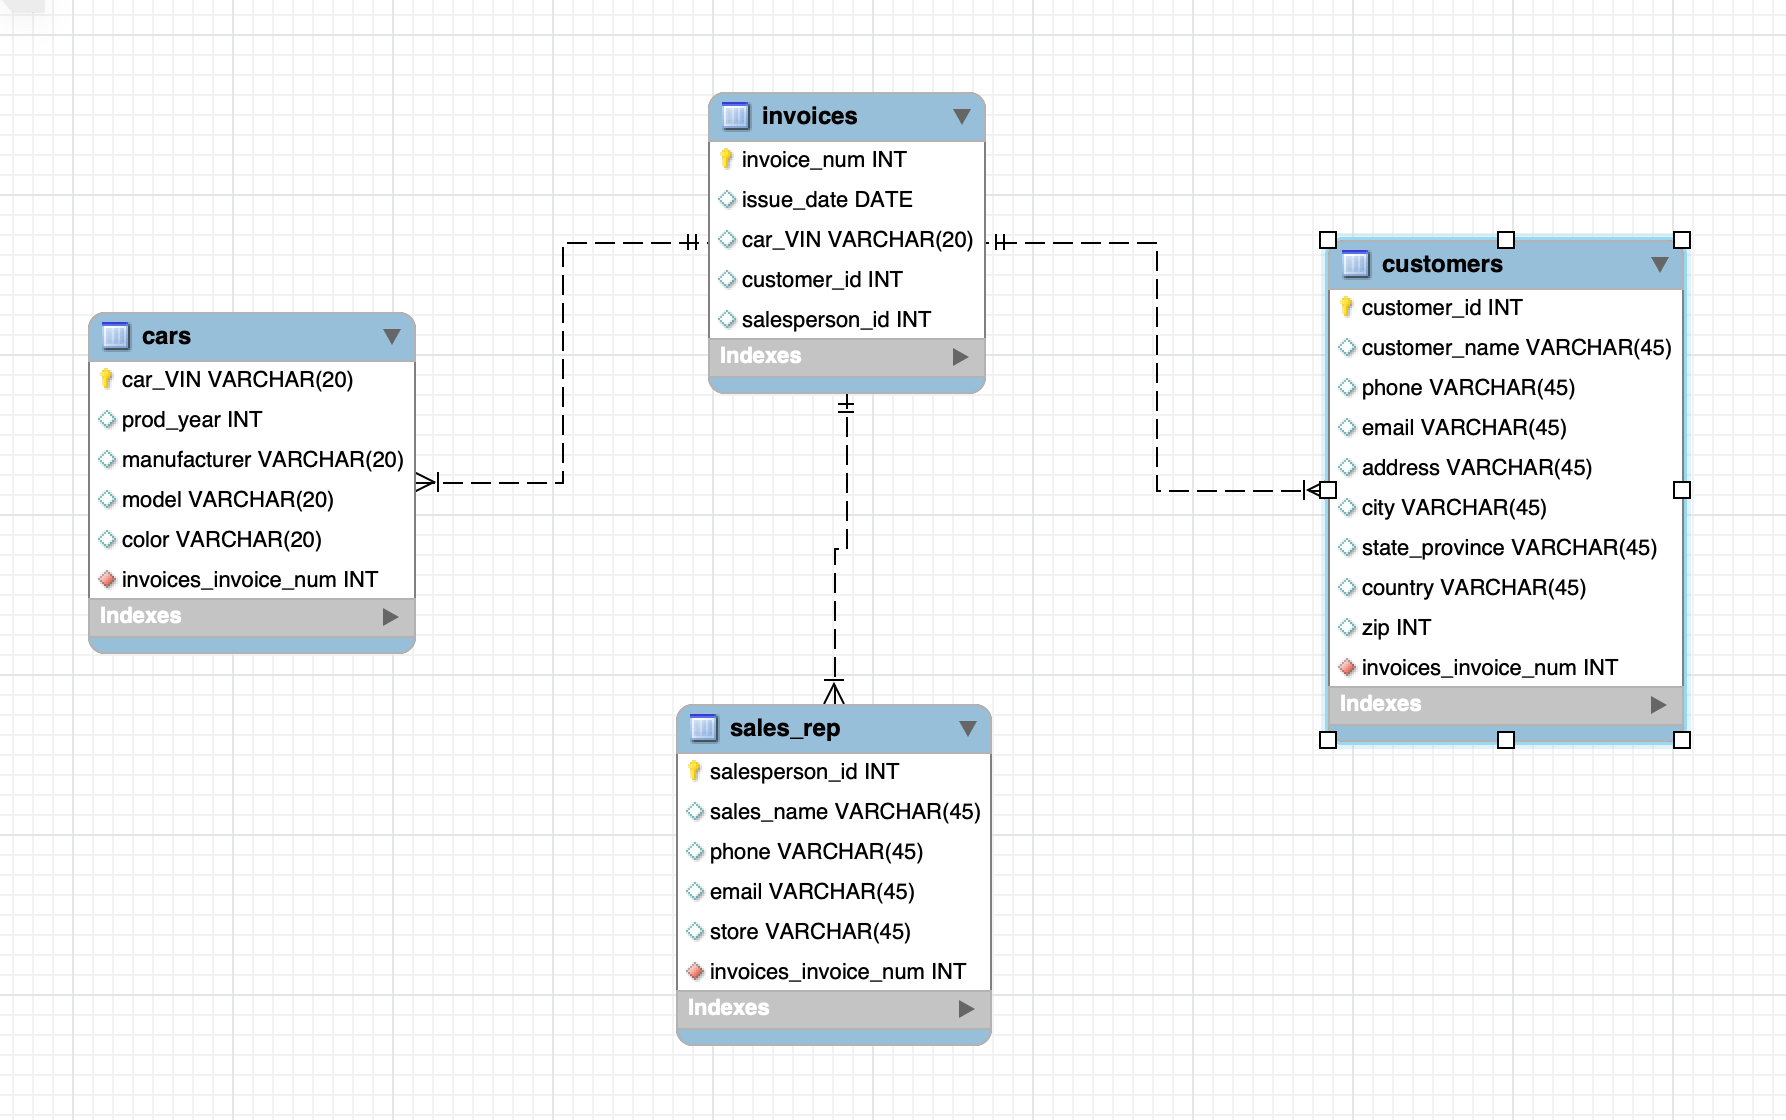 invoices
invoice_num INT
issue_date DATE
car_VIN VARCHAR(20)
customer_id INT
salesperson_id INT
Indexes
customers
customer_id INT
customer_name VARCHAR(45)
phone VARCHAR(45)
email VARCHAR(45)
address VARCHAR(45)
city VARCHAR(45)
state_province VARCHAR(45)
country VARCHAR(45)
zip INT
invoices_invoice_num INT
Indexes
cars
car_VIN VARCHAR(20)
prod_year INT
manufacturer VARCHAR(20)
model VARCHAR(20)
color VARCHAR(20)
invoices_invoice_num INT
Indexes
sales_rep
salesperson_id INT
sales_name VARCHAR(45)
phone VARCHAR(45)
email VARCHAR(45)
store VARCHAR(45)
invoices_invoice_num INT
Indexes